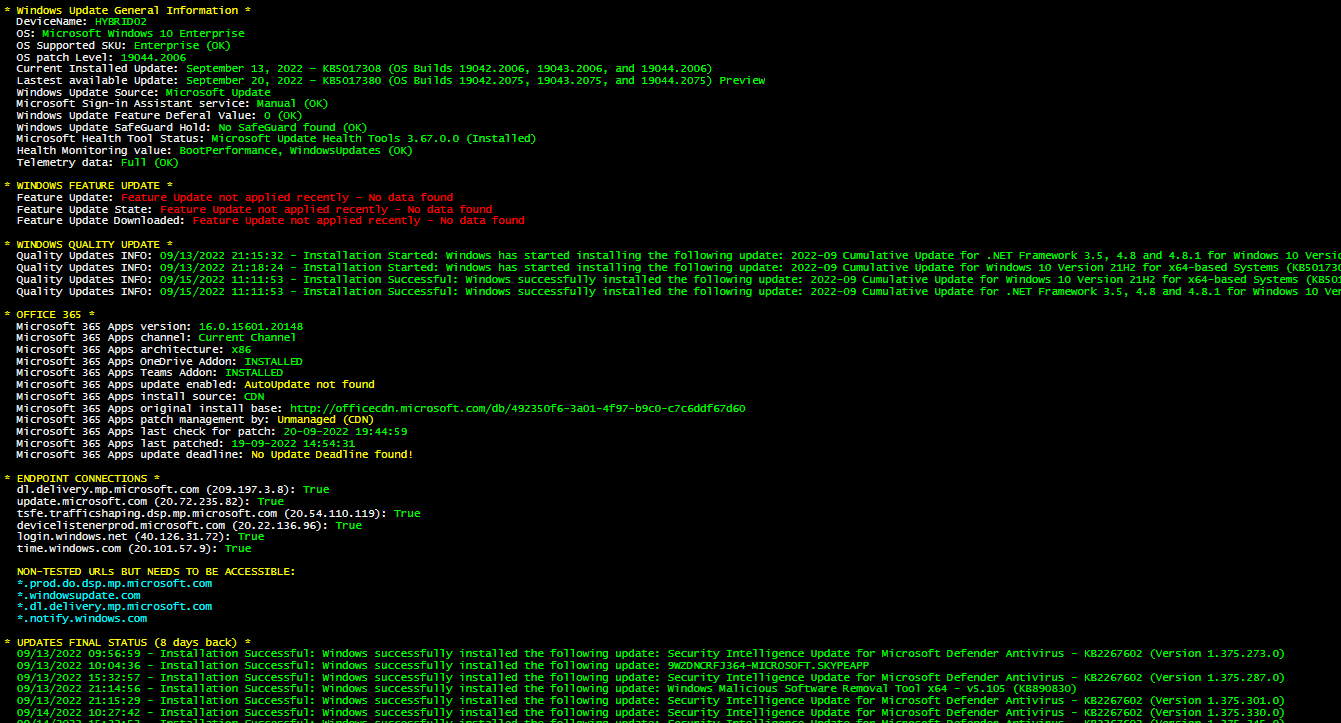 * Windows Update General Information *
DeviceName: HYBRID02
OS: Microsoft Windows 10 Enterprise
OS Supported SKU: Enterprise (OK)
OS patch Level: 19044.2006
Current Installed Update: September 13, 2022 – KB5017308 (OS Builds 19042.2006, 19043.2006, and 19044.2006)
Lastest available Update: September 20, 2022 – KB5017380 (OS Builds 19042.2075, 19043.2075, and 19044.2075) Preview
Windows Update Source: Microsoft Update
Microsoft Sign-in Assistant service: Manual (OK)
Windows Update Feature Deferal Value: 0 (OK)
Windows Update SafeGuard Hold: No SafeGuard found (OK)
Microsoft Health Tool Status: Microsoft Update Health Tools 3.67.0.0 (Installed)
Health Monitoring value: BootPerformance, WindowsUpdates (OK)
Telemetry data: Full (OK)
* WINDOWS FEATURE UPDATE *
Feature Update: Feature Update not applied recently - No data found
Feature Update State: Feature Update not applied recently - No data found
Feature Update Downloaded: Feature Update not applied recently - No data found
* WINDOWS QUALITY UPDATE *
Quality Updates INFO: 09/13/2022 21:15:32 - Installation Started: Windows has started installing the following update: 2022-09 Cumulative Update for .NET Framework 3.5, 4.8 and 4.8.1 for Windows 10 Versio
Quality Updates INFO: 09/13/2022 21:18:24 - Installation Started: Windows has started installing the following update: 2022-09 Cumulative Update for Windows 10 Version 21H2 for x64-based Systems (KB50173
Quality Updates INFO: 09/15/2022 11:11:53 - Installation Successful: Windows successfully installed the following update: 2022-09 Cumulative Update for Windows 10 Version 21H2 for x64-based Systems (KB501
Quality Updates INFO: 09/15/2022 11:11:53 - Installation Successful: Windows successfully installed the following update: 2022-09 Cumulative Update for .NET Framework 3.5, 4.8 and 4.8.1 for Windows 10 Ver
* OFFICE 365 *
Microsoft 365 Apps version: 16.0.15601.20148
Microsoft 365 Apps channel: Current Channel
Microsoft 365 Apps architecture: x86
Microsoft 365 Apps OneDrive Addon: INSTALLED
Microsoft 365 Apps Teams Addon: INSTALLED
Microsoft 365 Apps update enabled: AutoUpdate not found
Microsoft 365 Apps install source: CDN
Microsoft 365 Apps original install base: http://officecdn.microsoft.com/db/492350f6-3a01-4f97-b9c0-c7c6ddf67d60
Microsoft 365 Apps patch management by: Unmanaged (CDN)
Microsoft 365 Apps last check for patch: 20-09-2022 19:44:59
Microsoft 365 Apps last patched: 19-09-2022 14:54:31
Microsoft 365 Apps update deadline: No Update Deadline found!
* ENDPOINT CONNECTIONS *
dl.delivery.mp.microsoft.com (209.197.3.8): True
update.microsoft.com (20.72.235.82): True
tsfe.trafficshaping.dsp.mp.microsoft.com (20.54.110.119): True
devicelistenerprod.microsoft.com (20.22.136.96): True
login.windows.net (40.126.31.72): True
time.windows.com (20.101.57.9): True
NON-TESTED URLs BUT NEEDS TO BE ACCESSIBLE:
*.prod.do.dsp.mp.microsoft.com
*.windowsupdate.com
*.dl.delivery.mp.microsoft.com
*.notify.windows.com
* UPDATES FINAL STATUS (8 days back) *
09/13/2022 09:56:59 - Installation Successful: Windows successfully installed the following update: Security Intelligence Update for Microsoft Defender Antivirus - KB2267602 (Version 1.375.273.0)
09/13/2022 10:04:36 - Installation Successful: Windows successfully installed the following update: 9WZDNCRFJ364-MICROSOFT.SKYPEAPP
09/13/2022 15:32:57 - Installation Successful: Windows successfully installed the following update: Security Intelligence Update for Microsoft Defender Antivirus - KB2267602 (Version 1.375.287.0)
09/13/2022 21:14:56 - Installation Successful: Windows successfully installed the following update: Windows Malicious Software Removal Tool x64 - v5.105 (KB890830)
09/13/2022 21:15:29 - Installation Successful: Windows successfully installed the following update: Security Intelligence Update for Microsoft Defender Antivirus - KB2267602 (Version 1.375.301.0)
09/14/2022 10:27:42 - Installation Successful: Windows successfully installed the following update: Security Intelligence Update for Microsoft Defender Antivirus - KB2267602 (Version 1.375.330.0)